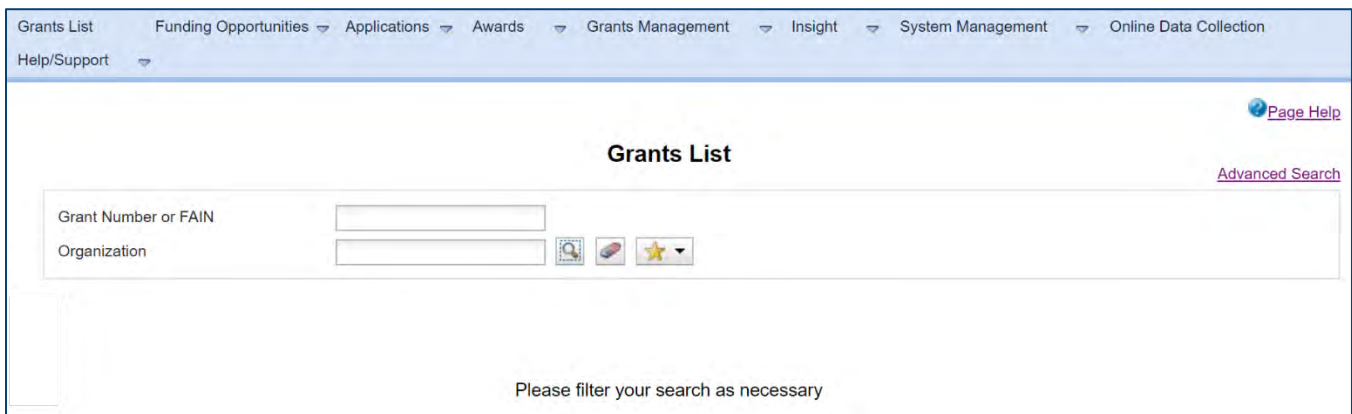 Grants List Funding Opportunities Applications Awards Grants Management Insight System Management Online Data Collection
Help/Support
Page Help
Grants List
Advanced Search
Grant Number or FAIN
Organization
Please filter your search as necessary